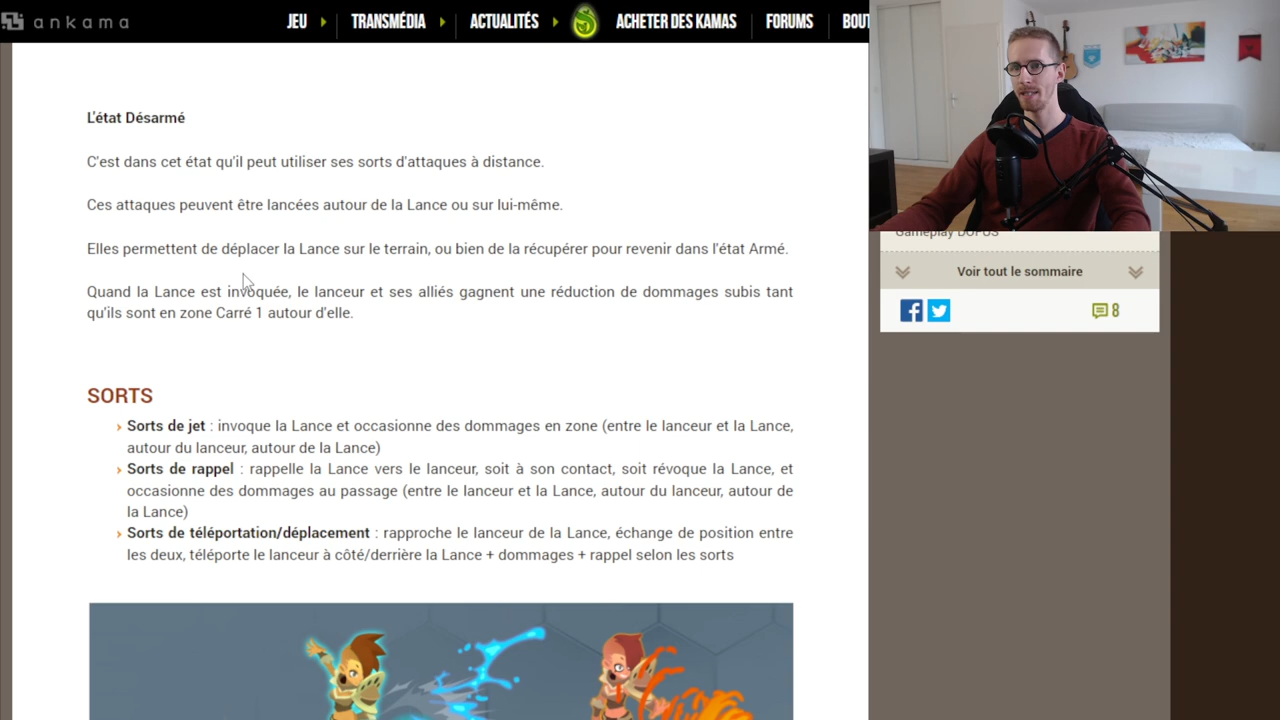 ankama
JEU
TRANSMÉDIA
ACTUALITÉS
ACHETER DES KAMAS
FORUMS
BOUT
L'état Désarmé
C'est dans cet état qu'il peut utiliser ses sorts d'attaques à distance.
Ces attaques peuvent être lancées autour de la Lance ou sur lui-même.
Elles permettent de déplacer la Lance sur le terrain, ou bien de la récupérer pour revenir dans l'état Armé.
Quand la Lance est invoquée, le lanceur et ses alliés gagnent une réduction de dommages subis tant
qu'ils sont en zone Carré 1 autour d'elle.
SORTS
Sorts de jet : invoque la Lance et occasionne des dommages en zone (entre le lanceur et la Lance,
autour du lanceur, autour de la Lance)
Sorts de rappel : rappelle la Lance vers le lanceur, soit à son contact, soit révoque la Lance, et
occasionne des dommages au passage (entre le lanceur et la Lance, autour du lanceur, autour de
la Lance)
Sorts de téléportation/déplacement : rapproche le lanceur de la Lance, échange de position entre
les deux, téléporte le lanceur à côté/derrière la Lance + dommages + rappel selon les sorts
Gameplay DOFUS
Voir tout le sommaire
8